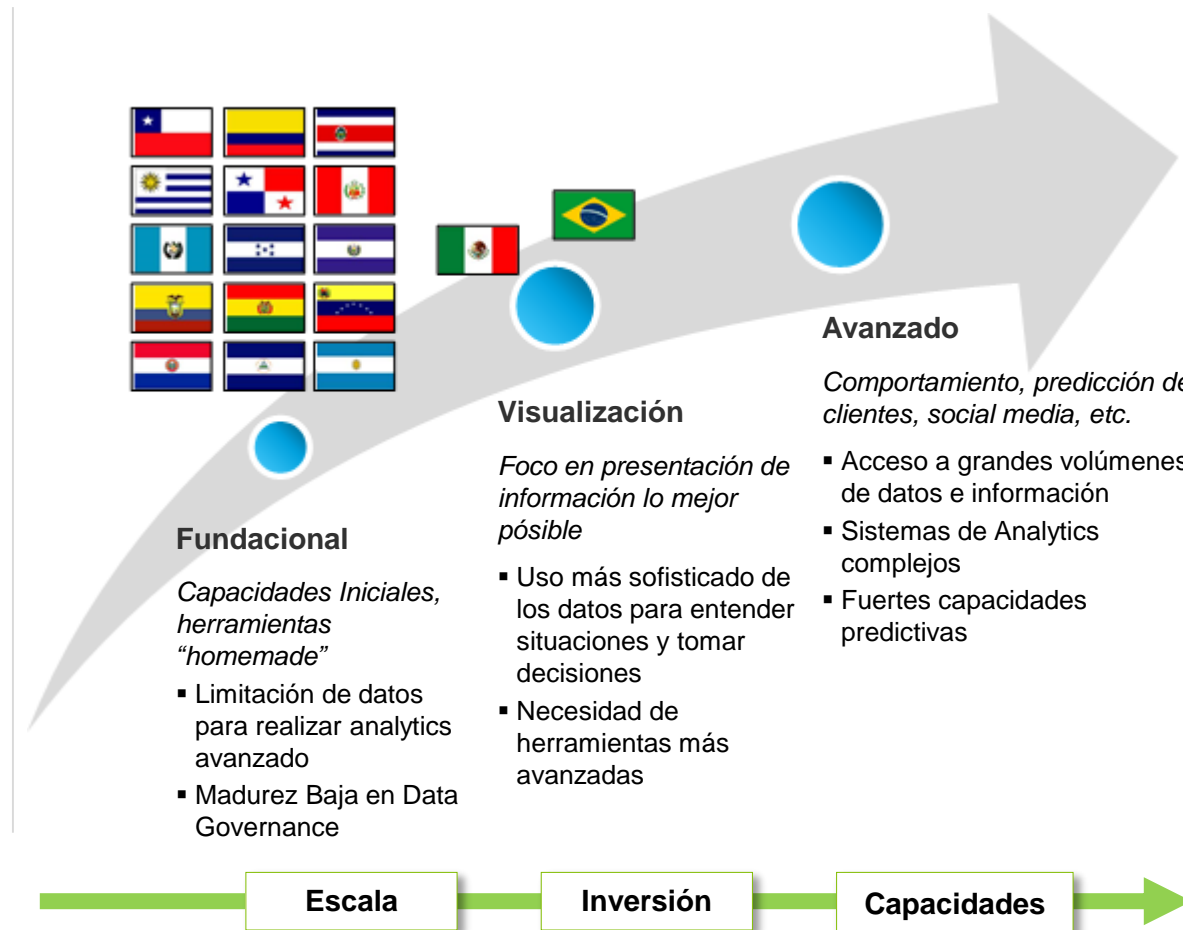 Fundacional
Capacidades Iniciales,
herramientas
“homemade”
▪ Limitación de datos
para realizar analytics
avanzado
▪ Madurez Baja en Data
Governance
Visualización
Foco en presentación de
información lo mejor
pósible
▪ Uso más sofisticado de
los datos para entender
situaciones y tomar
decisiones
▪ Necesidad de
herramientas más
avanzadas
Avanzado
Comportamiento, predicción de
clientes, social media, etc.
▪ Acceso a grandes volúmenes
de datos e información
▪ Sistemas de Analytics
complejos
▪ Fuertes capacidades
predictivas
Escala
Inversión
Capacidades